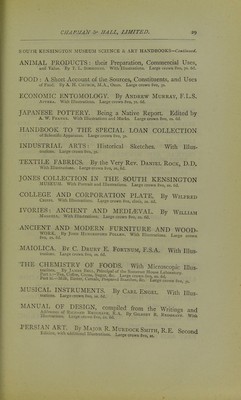 CHAPMAN & HALL, LIMITED. 29
SOUTH KENSINGTON MUSEUM SCIENCE & ART HANDBOOKS—Continued.
ANIMAL PRODUCTS: their Preparation, Commercial Uses,
and Value. By T. L. Simmonds. With Illustrations. Large crown 8vo, 7s. 6d.
FOOD: A Short Account of the Sources, Constituents, and Uses
of Food. By A. H. Church, M.A., Oxon. Large crown 8vo, 3s.
ECONOMIC ENTOMOLOGY. By Andrew Murray, F.L.S.
Aptera. With Illustrations. Large crown 8vo, 7s. 6d.
JAPANESE POTTERY. Being a Native Report. Edited by
A. W. Franks. With Illustrations and Marks. Large crown 8vo, 2s. 6d.
HANDBOOK TO THE SPECIAL LOAN COLLECTION
of Scientific Apparatus. Large crown 8vo, 3s.
INDUSTRIAL ARTS: Historical Sketches. With Illustrations.
Large crown 8vo, 3s.
TEXTILE FABRICS. By the Very Rev. Daniel Rock, D.D.
With Illustrations. Large crown 8vo, 2s. 6d.
JONES COLLECTION IN THE SOUTH KENSINGTON
MUSEUM. With Portrait and Illustrations. Large crown 8vo, 2s. 6d.
COLLEGE AND CORPORATION PLATE. By Wilfred
Cripps. With Illustrations. Large crown 8vo, cloth, 2s. 6d.
IVORIES: ANCIENT AND MEDIÆVAL. By William
Maskell. With Illustrations. Large crown 8vo, 2s. 6d.
ANCIENT AND MODERN FURNITURE AND WOODWORK.
By John Hungerford Pollen. With Illustrations. Large crown
8vo, 2s. 6d.
MAIOLICA. By C. Drury E. Fortnum, F.S.A. With Illustrations.
Large crown 8vo, 2s. 6d.
THE CHEMISTRY OF FOODS. With Microscopic Illustrations.
By James Bell, Principal of the Somerset House Laboratory.
MUSICAL INSTRUMENTS. By Carl Engel. With Illustrations.
Large crown 8vo, 2s. 6d.
MANUAL OF DESIGN, compiled from the Writings and
Addresses of Richard Redgrave, R.A. By Gilbert R. Redgrave. With
Illustrations. Large crown 8vo, 2s. 6d.
PERSIAN ART. By Major R. Murdock Smith, R.E. Second
Edition, with additional Illustrations. Large crown 8vo, 2s.